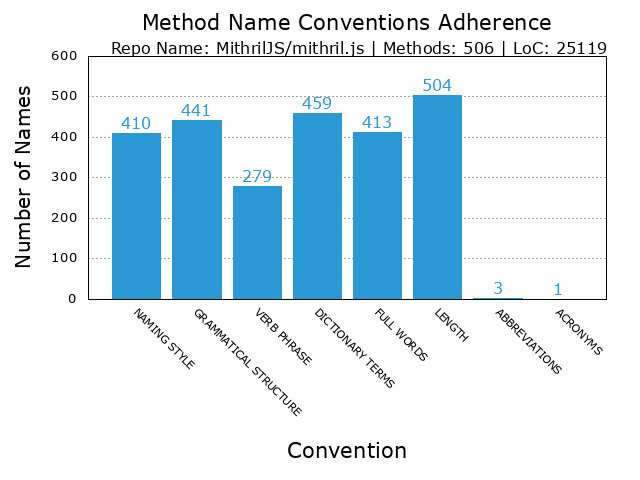 Method Name Conventions Adherence
Repo Name: MithrilJS/mithril.js | Methods: 506 | LoC: 25119
Number of Names
600
500
400
300
200
100
0
410
441
279
459
413
504
3
1
NAMING STYLE
GRAMMATICAL STRUCTURE
VERB PHRASE
DICTIONARY TERMS
FULL WORDS
LENGTH
ABBREVIATIONS
ACRONYMS
Convention